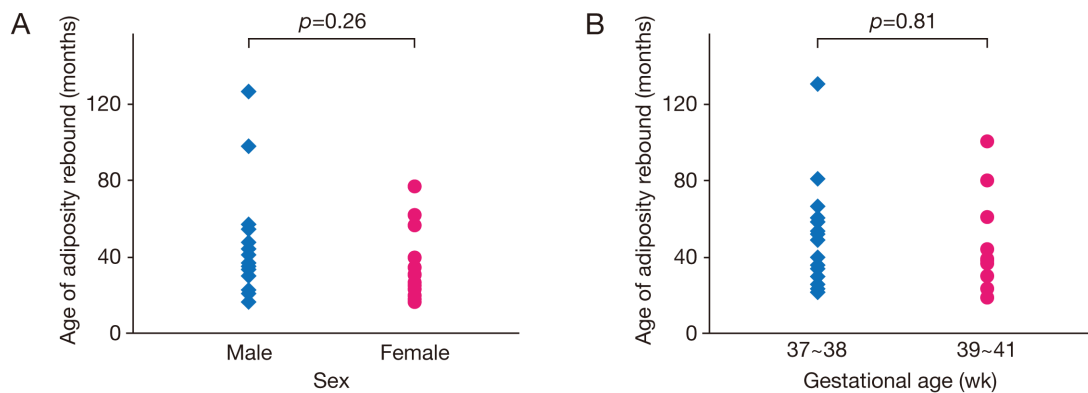 A
p=0.26
Age of adiposity rebound (months)
120
80
40
0
Male
Female
Sex
B
p=0.81
Age of adiposity rebound (months)
120
80
40
0
37~38
39~41
Gestational age (wk)